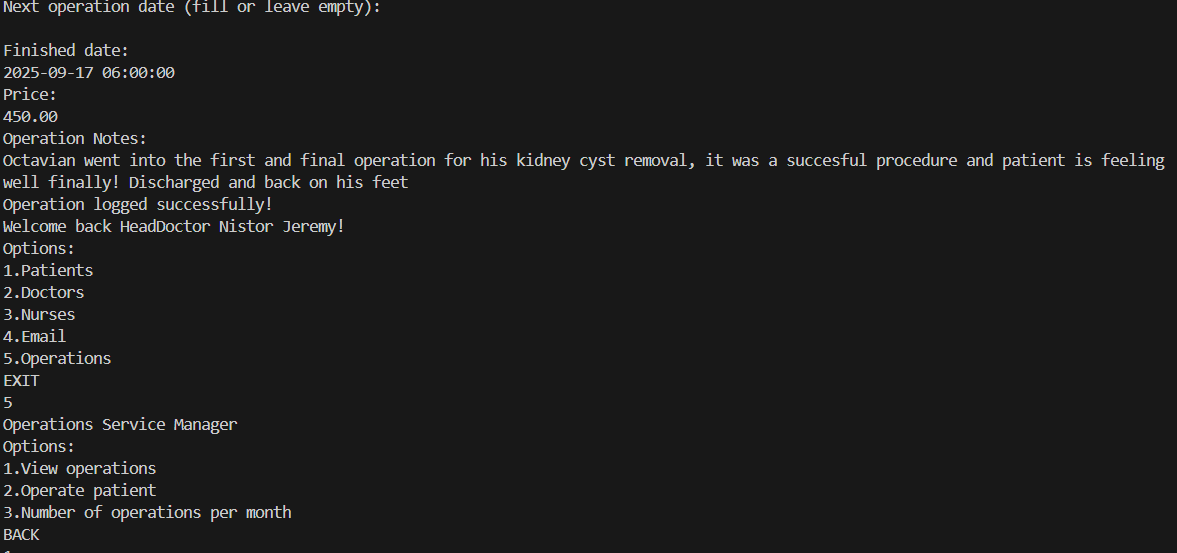 Next operation date (fill or leave empty):
Finished date:
2025-09-17 06:00:00
Price:
450.00
Operation Notes:
Octavian went into the first and final operation for his kidney cyst removal, it was a succesful procedure and patient is feeling
well finally! Discharged and back on his feet
Operation logged successfully!
Welcome back HeadDoctor Nistor Jeremy!
Options:
1.Patients
2.Doctors
3.Nurses
4.Email
5.Operations
EXIT
5
Operations Service Manager
Options:
1.View operations
2.Operate patient
3.Number of operations per month
BACK